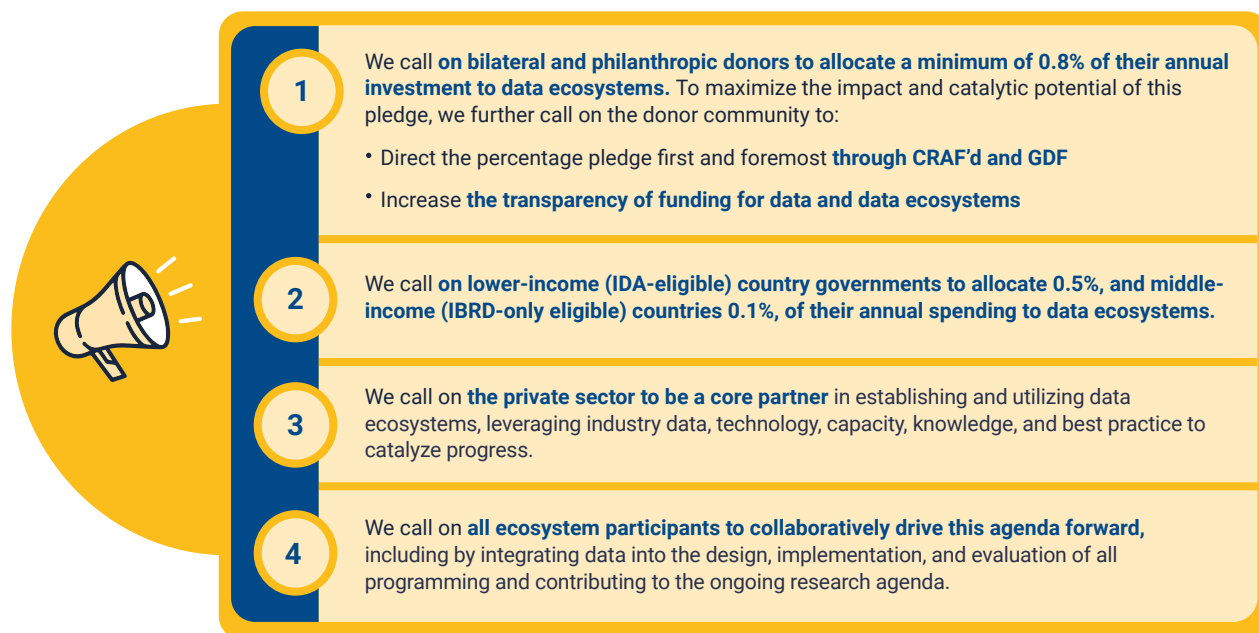 1
We call on bilateral and philanthropic donors to allocate a minimum of 0.8% of their annual
investment to data ecosystems. To maximize the impact and catalytic potential of this
pledge, we further call on the donor community to:
• Direct the percentage pledge first and foremost through CRAF’d and GDF
• Increase the transparency of funding for data and data ecosystems
2
We call on lower-income (IDA-eligible) country governments to allocate 0.5%, and middle-
income (IBRD-only eligible) countries 0.1%, of their annual spending to data ecosystems.
3
We call on the private sector to be a core partner in establishing and utilizing data
ecosystems, leveraging industry data, technology, capacity, knowledge, and best practice to
catalyze progress.
4
We call on all ecosystem participants to collaboratively drive this agenda forward,
including by integrating data into the design, implementation, and evaluation of all
programming and contributing to the ongoing research agenda.